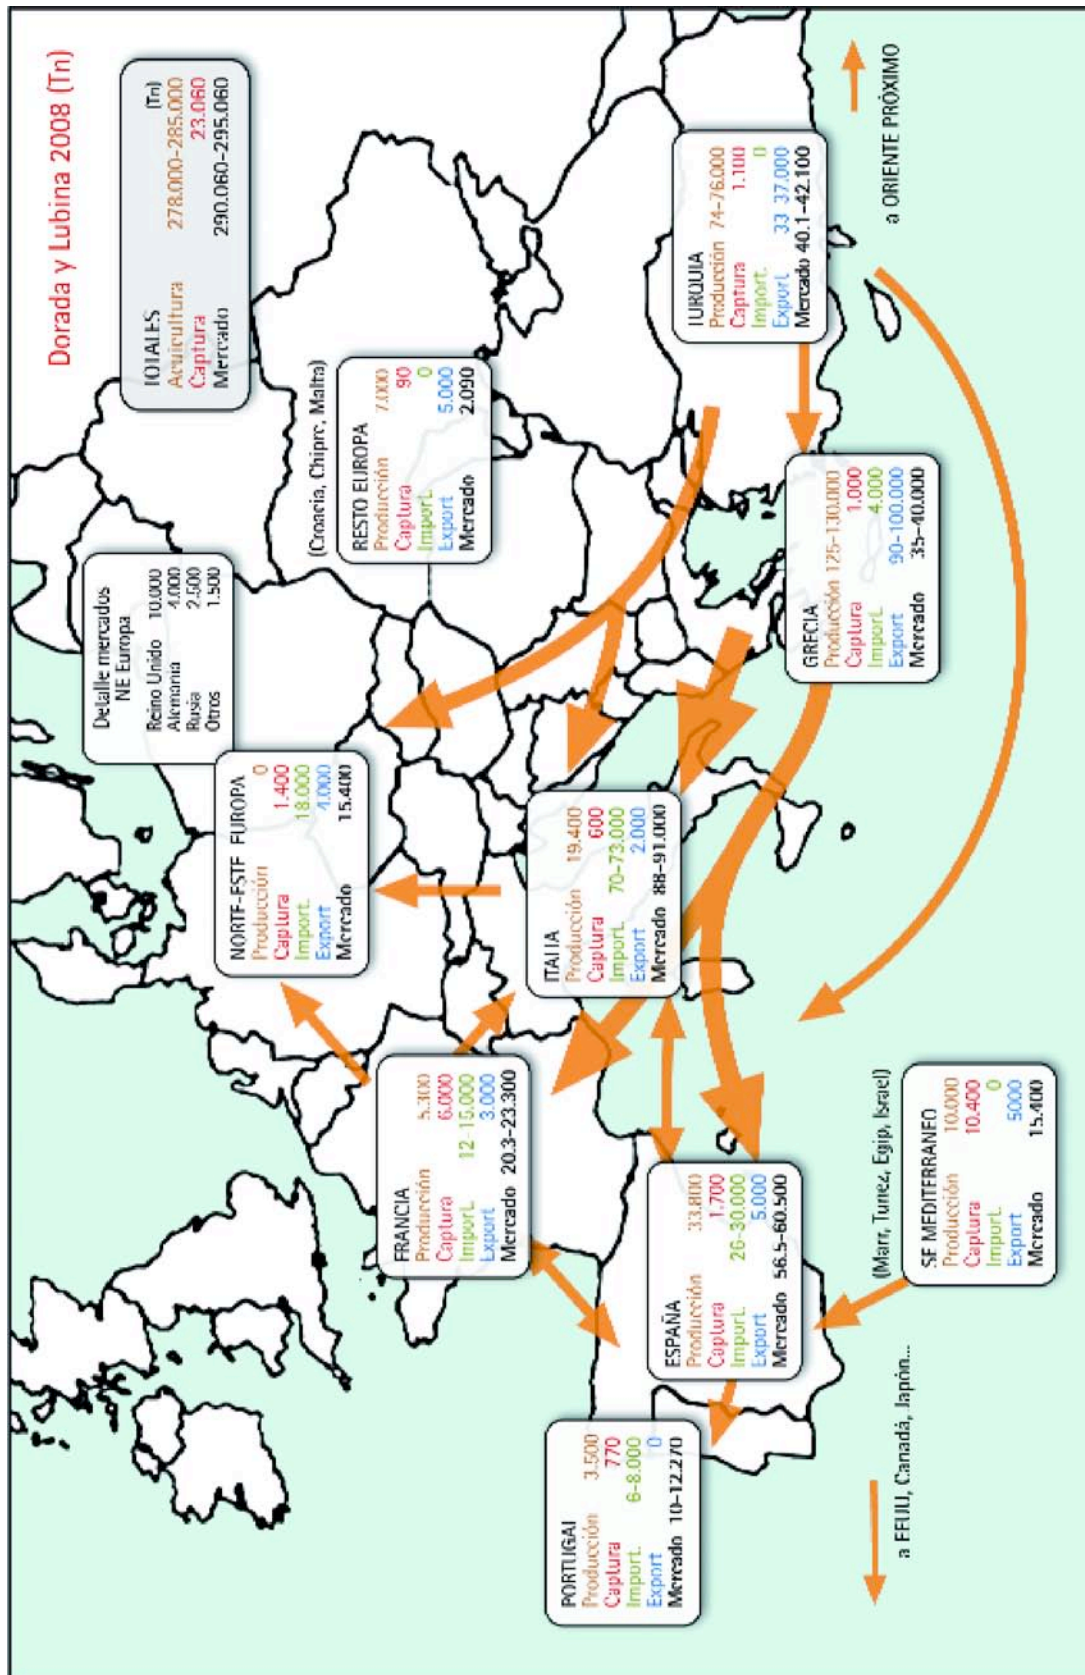 Dorada y Lubina 2008 (Tn)
TOTALES (Tn)
Acuicultura 278.000-285.000
Captura 23.060
Mercado 290.060-295.060
Detalle mercados
NE Europa
Reino Unido 10.000
Alemania 4.000
Rusia 2.500
Otros 1.500
NORTE-ESTE EUROPA
Producción 0
Captura 1.400
Import. 18.000
Export 4.000
Mercado 15.400
(Croacia, Chipre, Malta)
RESTO EUROPA
Producción 7.000
Captura 90
Import. 0
Export 5.000
Mercado 2.090
FRANCIA
Producción 5.300
Captura 6.000
Import. 12-15.000
Export 3.000
Mercado 20.3-23.300
ITALIA
Producción 19.400
Captura 600
Import. 70-73.000
Export 2.000
Mercado 88-91.000
PORTUGAL
Producción 3.500
Captura 770
Import. 6-8.000
Export 0
Mercado 10-12.270
ESPAÑA
Producción 33.800
Captura 1.700
Import. 26-30.000
Export 5.000
Mercado 56.5-60.500
GRECIA
Producción 125-130.000
Captura 1.000
Import. 4.000
Export 90-100.000
Mercado 35-40.000
TURQUIA
Producción 74-76.000
Captura 1.100
Import. 0
Export 33 37.000
Mercado 40.1-42.100
(Marr, Tunez, Egip, Israel)
SE MEDITERRANEO
Producción 10.000
Captura 10.400
Import. 0
Export 5000
Mercado 15.400
a EEUU, Canadá, Japón...
a ORIENTE PRÓXIMO